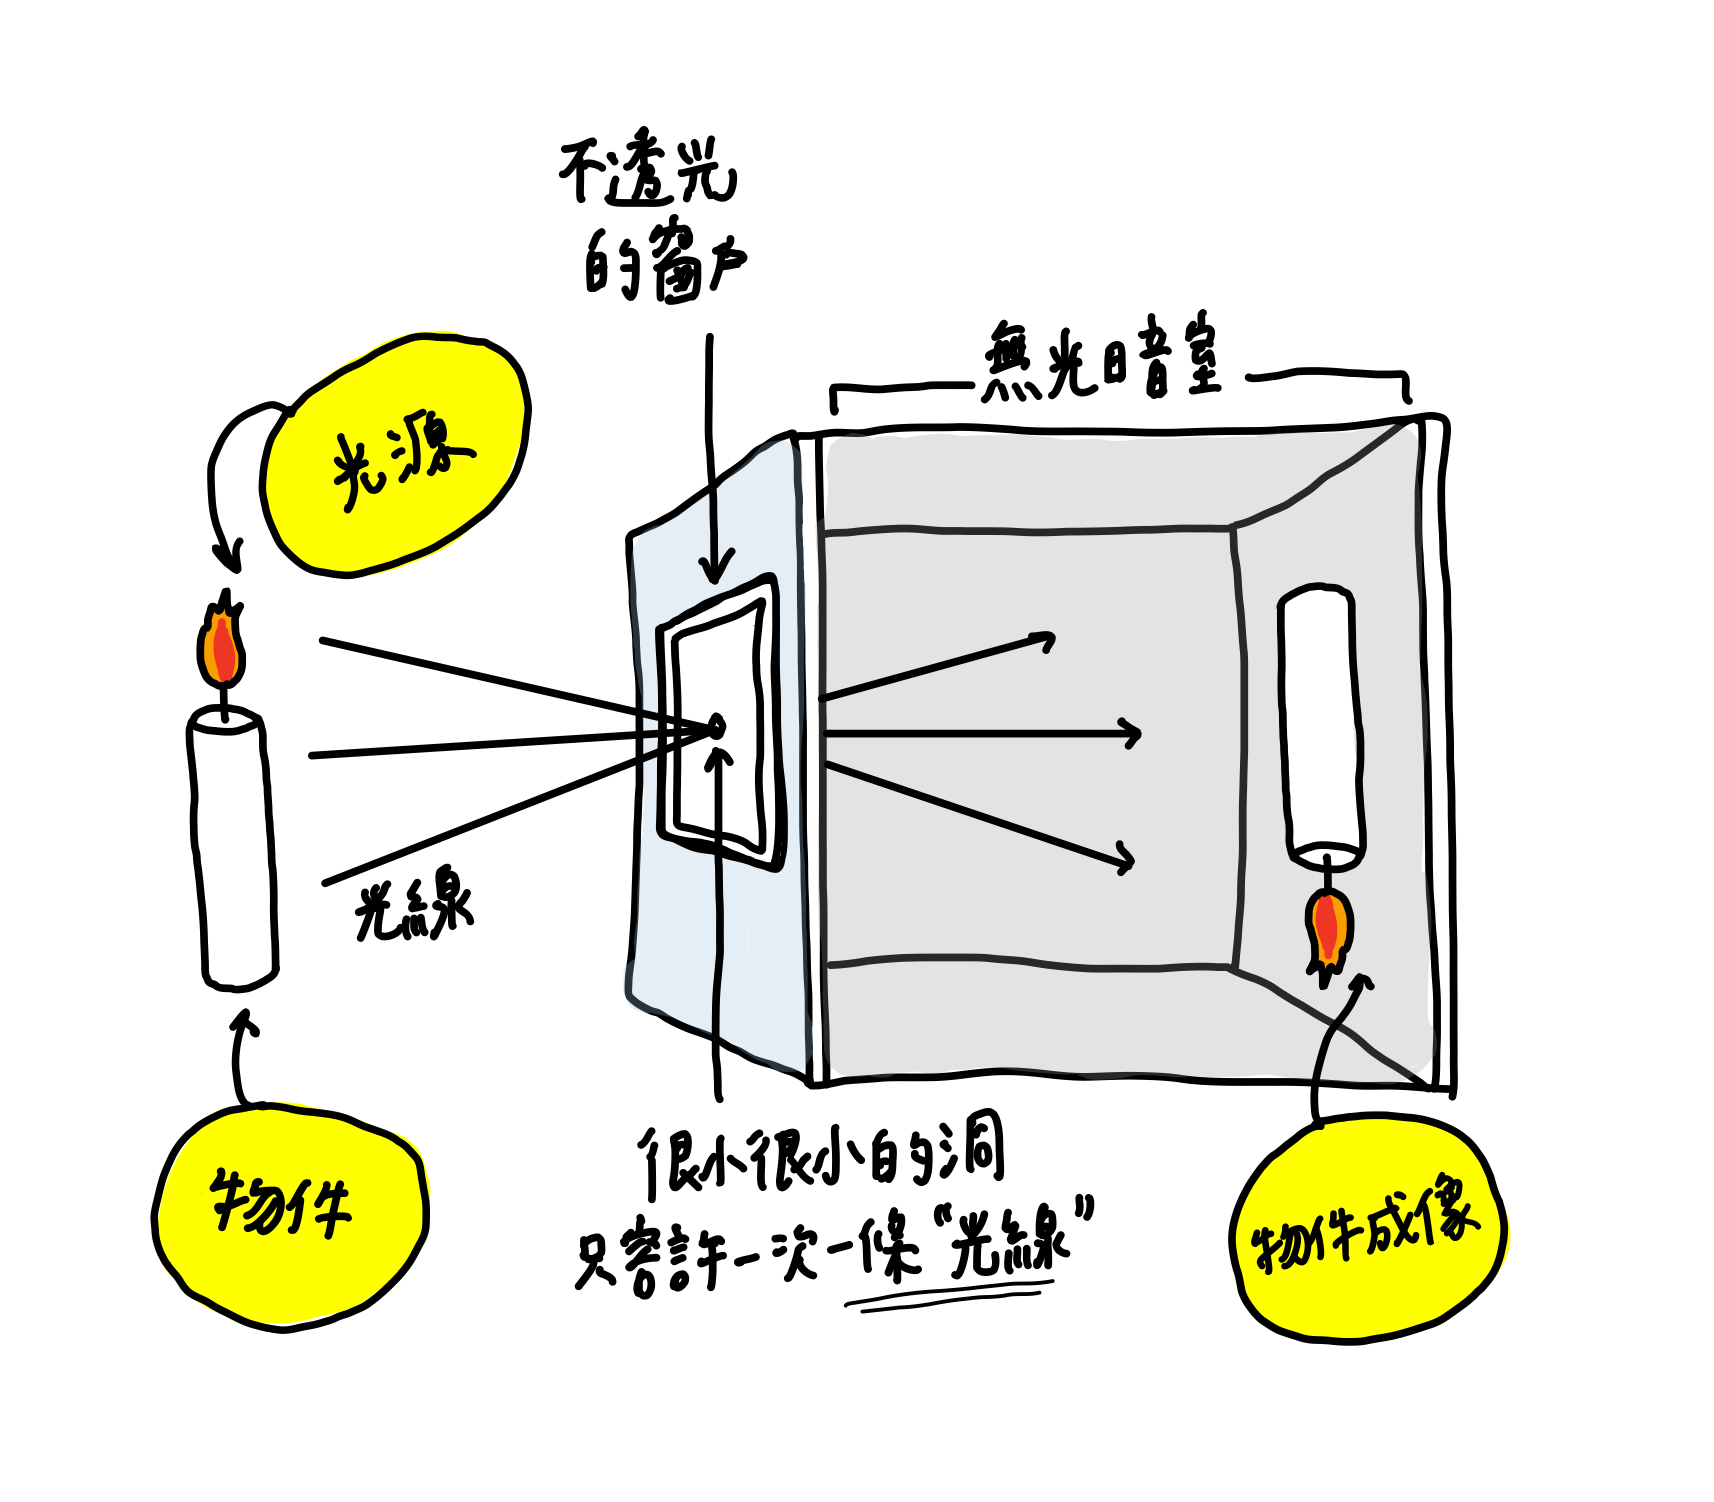 不透光
的窗戶
無光暗室
光源
光線
很小很小的洞
只容許一次一條“光線”
物件
物件成像